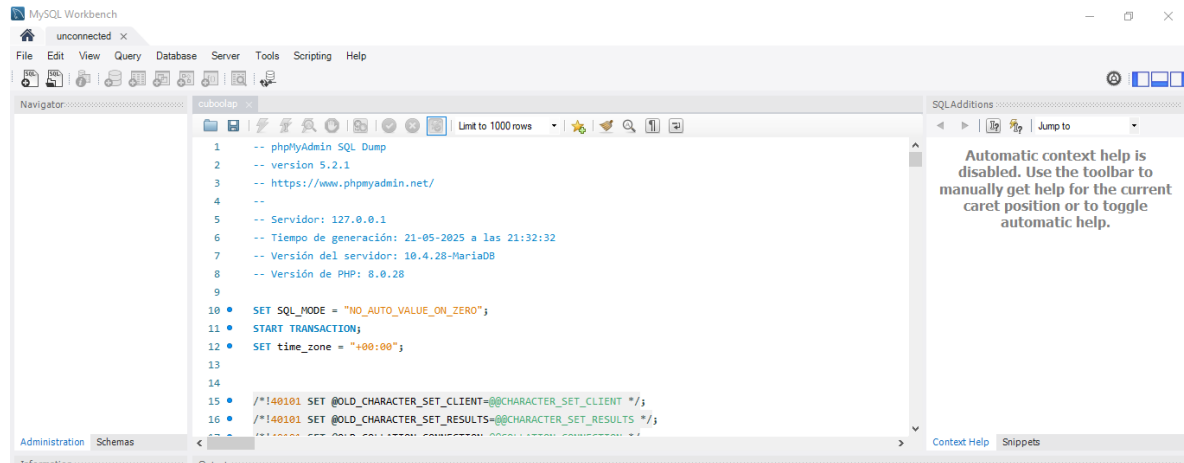 MySQL Workbench
unconnected ×
File Edit View Query Database Server Tools Scripting Help
Navigator
cuboolap ×
SQLAdditions
Limit to 1000 rows
Jump to
1 -- phpMyAdmin SQL Dump
2 -- version 5.2.1
3 -- https://www.phpmyadmin.net/
4 --
5 -- Servidor: 127.0.0.1
6 -- Tiempo de generación: 21-05-2025 a las 21:32:32
7 -- Versión del servidor: 10.4.28-MariaDB
8 -- Versión de PHP: 8.0.28
9
10 SET SQL_MODE = "NO_AUTO_VALUE_ON_ZERO";
11 START TRANSACTION;
12 SET time_zone = "+00:00";
13
14
15 /*!40101 SET @OLD_CHARACTER_SET_CLIENT=@@CHARACTER_SET_CLIENT */;
16 /*!40101 SET @OLD_CHARACTER_SET_RESULTS=@@CHARACTER_SET_RESULTS */;
Automatic context help is
disabled. Use the toolbar to
manually get help for the current
caret position or to toggle
automatic help.
Administration Schemas
Context Help Snippets